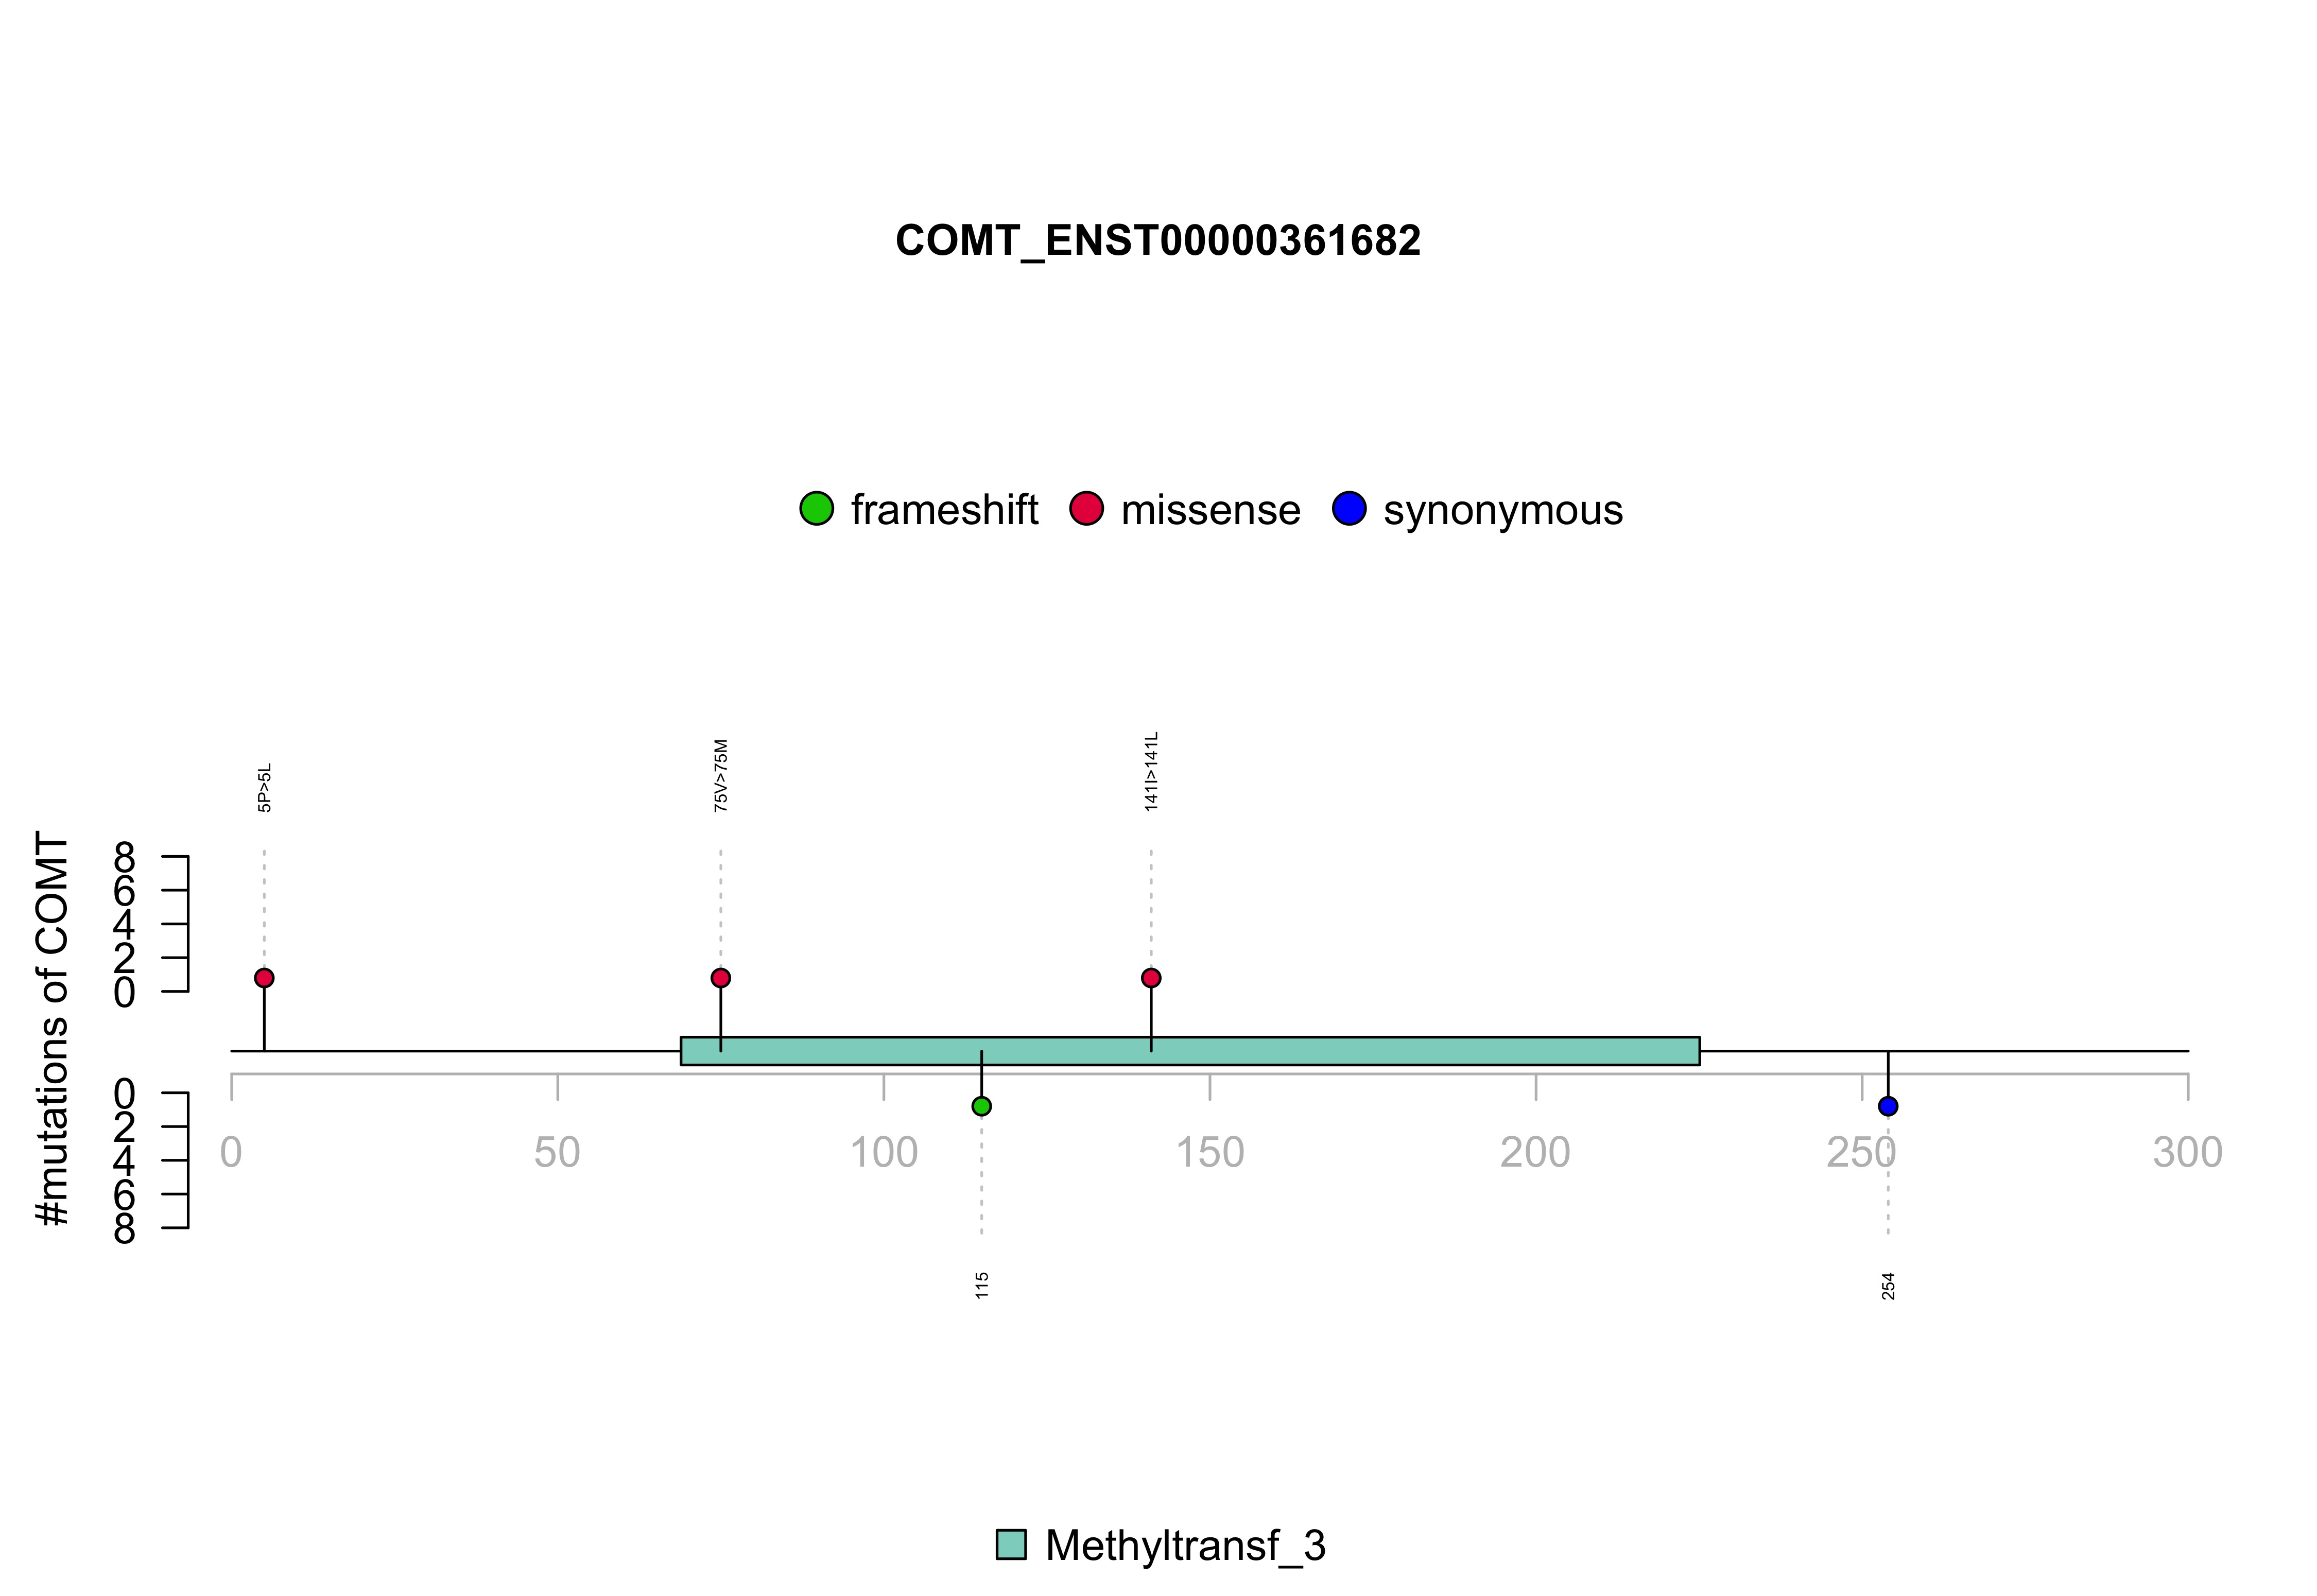 COMT_ENST00000361682
frameshift missense synonymous
5P>5L
75V>75M
141I>141L
#mutations of COMT
8
6
4
2
0
0
2
4
6
8
0 50 100 150 200 250 300
115
254
Methyltransf_3